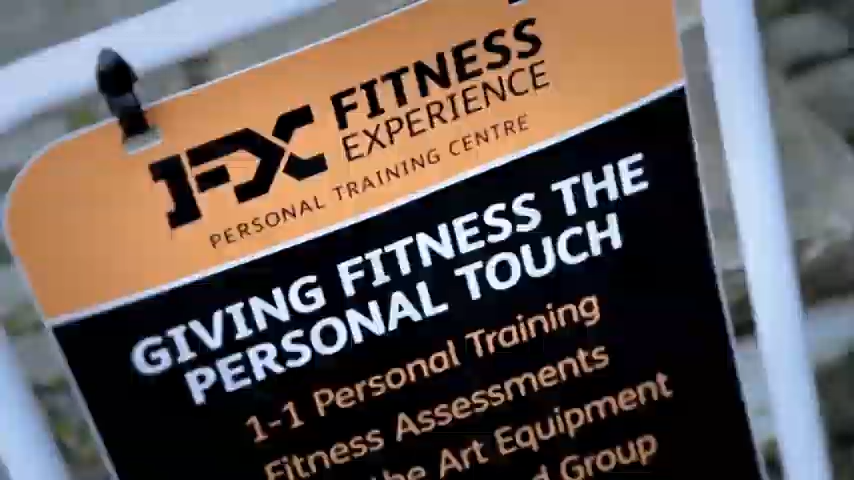 FX FITNESS
EXPERIENCE
PERSONAL TRAINING CENTRE
GIVING FITNESS THE
PERSONAL TOUCH
1-1 Personal Training
Fitness Assessments
the Art Equipment
Group